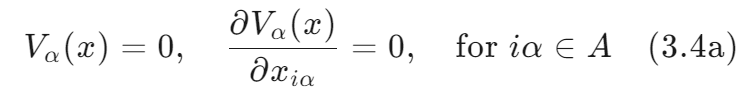 V_α(x) = 0, ∂V_α(x)/∂x_{iα} = 0, for iα ∈ A (3.4a)